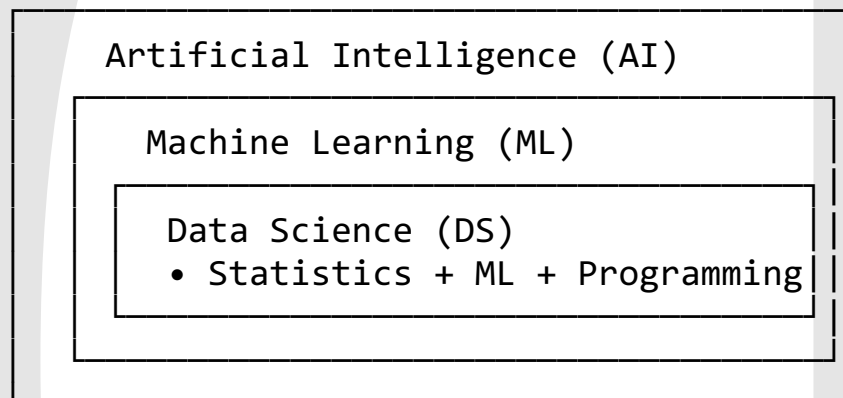 Artificial Intelligence (AI)
Machine Learning (ML)
Data Science (DS)
• Statistics + ML + Programming